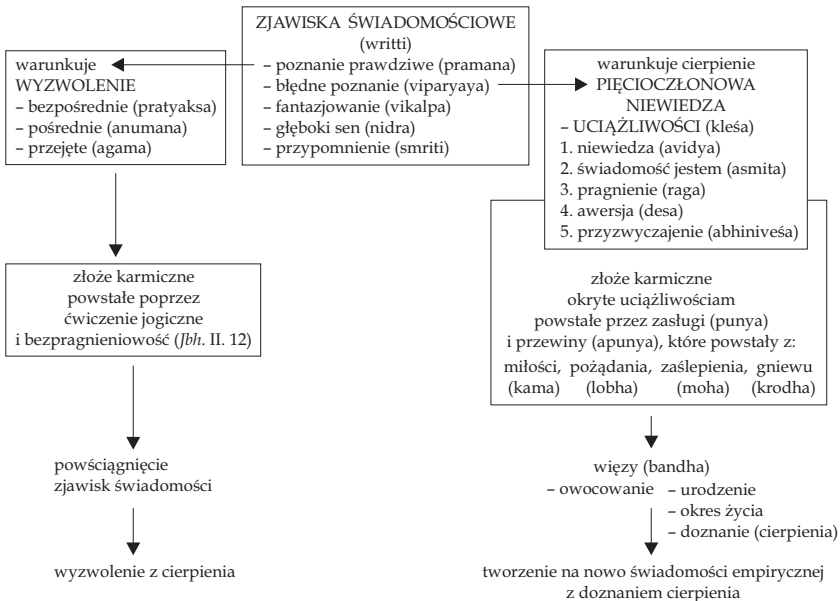 ZJAWISKA ŚWIADOMOŚCIOWE
(writti)
– poznanie prawdziwe (pramana)
– błędne poznanie (viparyaya)
– fantazjowanie (vikalpa)
– głęboki sen (nidra)
– przypomnienie (smriti)
warunkuje
WYZWOLENIE
– bezpośrednie (pratyaksa)
– pośrednie (anumana)
– przejęte (agama)
złoże karmiczne
powstałe poprzez
ćwiczenie jogiczne
i bezpragnieniowość (Jbh. II. 12)
powściągnięcie
zjawisk świadomości
wyzwolenie z cierpienia
warunkuje cierpienie
PIĘCIOCZŁONOWA
NIEWIEDZA
– UCIĄŻLIWOŚCI (kleśa)
1. niewiedza (avidya)
2. świadomość jestem (asmita)
3. pragnienie (raga)
4. awersja (desa)
5. przyzwyczajenie (abhiniveśa)
złoże karmiczne
okryte uciążliwościam
powstałe przez zasługi (punya)
i przewiny (apunya), które powstały z:
miłości, pożądania, zaślepienia, gniewu
(kama) (lobha) (moha) (krodha)
więzy (bandha)
– owocowanie – urodzenie
– okres życia
– doznanie (cierpienia)
tworzenie na nowo świadomości empirycznej
z doznaniem cierpienia